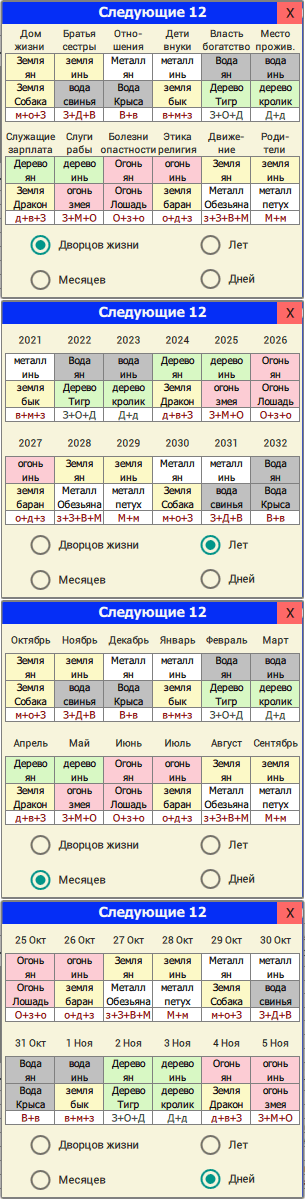 Следующие 12 X
Дом Братья Отно- Дети Власть Место
жизни сестры шения внуки богатство прожив.
Земля земля Металл металл Вода вода
ян инь ян инь ян инь
Земля вода Вода земля Дерево дерево
Собака свинья Крыса бык Тигр кролик
м+о+З З+Д+В В+в в+м+з З+О+Д Д+д
Служащие Слуги Болезни Этика Движе- Роди-
зарплата рабы опастности религия ние тели
Дерево дерево Огонь огонь Земля земля
ян инь ян инь ян инь
Земля огонь Огонь земля Металл металл
Дракон змея Лошадь баран Обезьяна петух
д+в+З З+М+О О+з+о о+д+з з+З+В+М М+м
Дворцов жизни Лет
Месяцев Дней
Следующие 12 X
2021 2022 2023 2024 2025 2026
металл Вода вода Дерево дерево Огонь
инь ян инь ян инь ян
земля Дерево дерево Земля огонь Огонь
бык Тигр кролик Дракон змея Лошадь
в+м+з З+О+Д Д+д д+в+З З+М+О О+з+о
2027 2028 2029 2030 2031 2032
огонь Земля земля Металл металл Вода
инь ян инь ян инь ян
земля Металл металл Земля вода Вода
баран Обезьяна петух Собака свинья Крыса
о+д+з з+З+В+М М+м м+о+З З+Д+В В+в
Дворцов жизни Лет
Месяцев Дней
Следующие 12 X
Октябрь Ноябрь Декабрь Январь Февраль Март
Земля земля Металл металл Вода вода
ян инь ян инь ян инь
Земля вода Вода земля Дерево дерево
Собака свинья Крыса бык Тигр кролик
м+о+З З+Д+В В+в в+м+з З+О+Д Д+д
Апрель Май Июнь Июль Август Сентябрь
Дерево дерево Огонь огонь Земля земля
ян инь ян инь ян инь
Земля огонь Огонь земля Металл металл
Дракон змея Лошадь баран Обезьяна петух
д+в+З З+М+О О+з+о о+д+з з+З+В+М М+м
Дворцов жизни Лет
Месяцев Дней
Следующие 12 X
25 Окт 26 Окт 27 Окт 28 Окт 29 Окт 30 Окт
Огонь огонь Земля земля Металл металл
ян инь ян инь ян инь
Огонь земля Металл металл Земля вода
Лошадь баран Обезьяна петух Собака свинья
О+з+о о+д+з з+З+В+М М+м м+о+З З+Д+В
31 Окт 1 Ноя 2 Ноя 3 Ноя 4 Ноя 5 Ноя
Вода вода Дерево дерево Огонь огонь
ян инь ян инь ян инь
Вода земля Дерево дерево Земля огонь
Крыса бык Тигр кролик Дракон змея
В+в в+м+з З+О+Д Д+д д+в+З З+М+О
Дворцов жизни Лет
Месяцев Дней